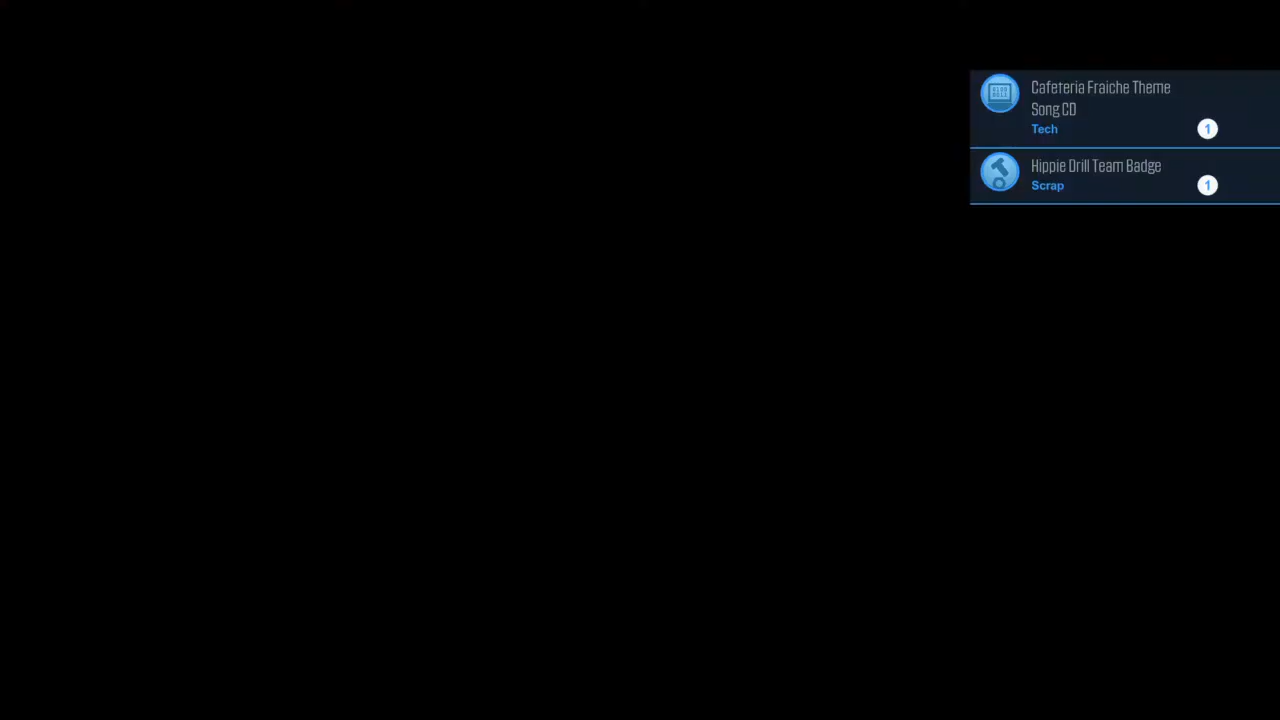 Cafeteria Fraiche Theme
Song CD
Tech
1
Hippie Drill Team Badge
Scrap
1